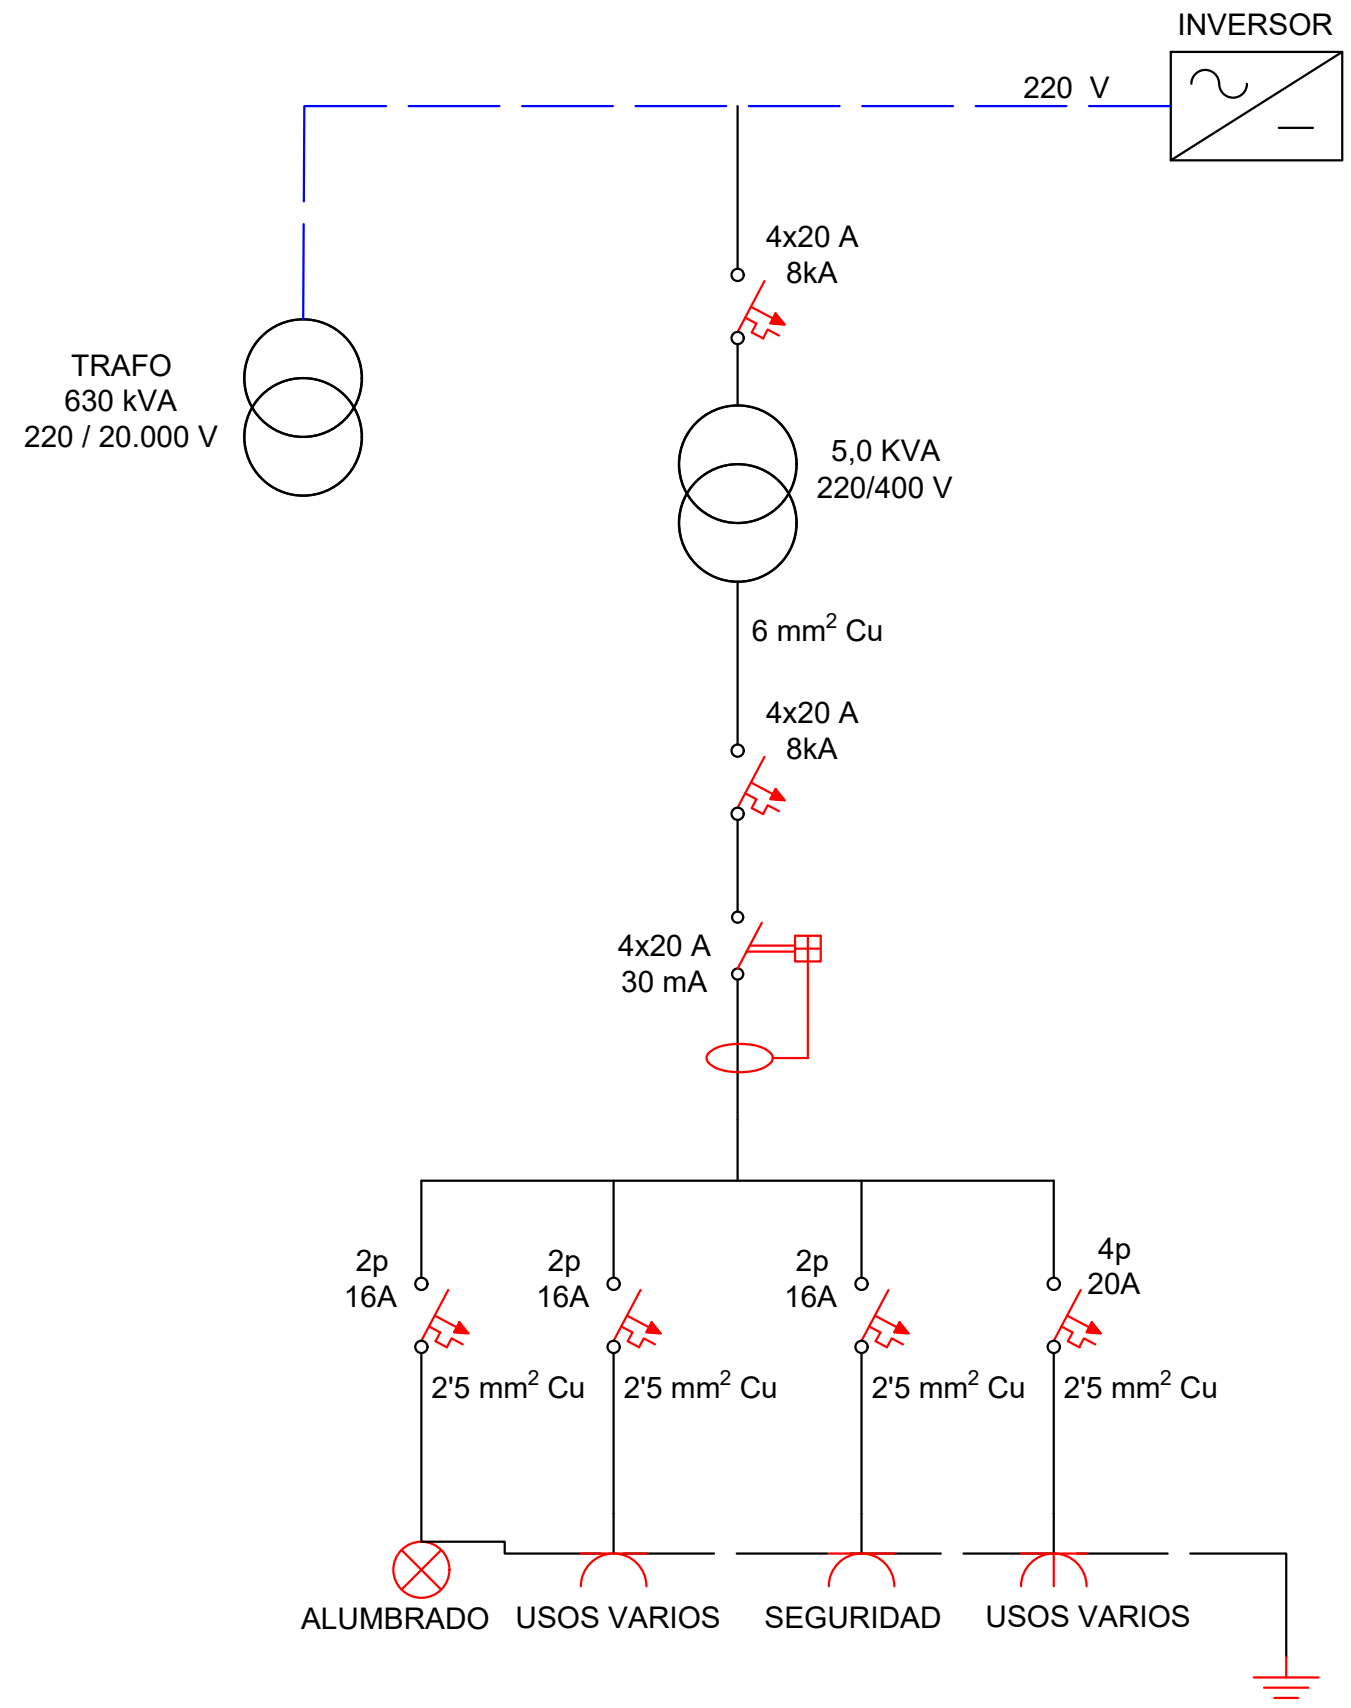 INVERSOR
220 V
4x20 A
8kA
TRAFO
630 kVA
220 / 20.000 V
5,0 KVA
220/400 V
6 mm² Cu
4x20 A
8kA
4x20 A
30 mA
2p
16A
2p
16A
2p
16A
4p
20A
2'5 mm² Cu
2'5 mm² Cu
2'5 mm² Cu
2'5 mm² Cu
ALUMBRADO
USOS VARIOS
SEGURIDAD
USOS VARIOS